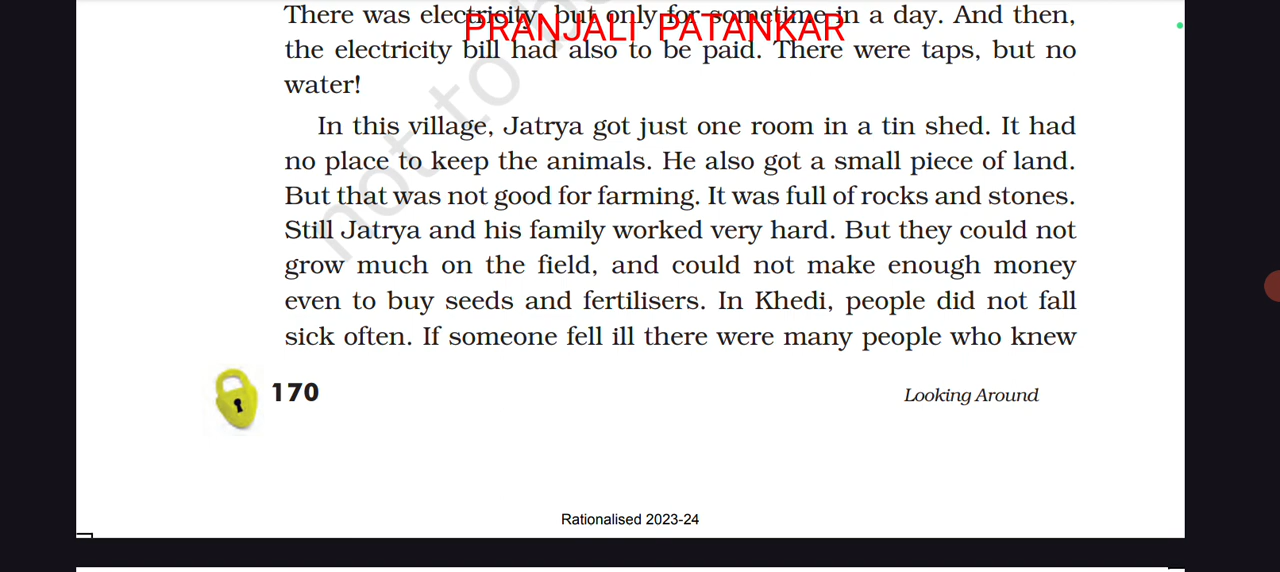 There was electricity, but only for sometime in a day. And then,
PRANJALI PATANKAR
the electricity bill had also to be paid. There were taps, but no
water!
In this village, Jatrya got just one room in a tin shed. It had
no place to keep the animals. He also got a small piece of land.
But that was not good for farming. It was full of rocks and stones.
Still Jatrya and his family worked very hard. But they could not
grow much on the field, and could not make enough money
even to buy seeds and fertilisers. In Khedi, people did not fall
sick often. If someone fell ill there were many people who knew
not to be
170
Looking Around
Rationalised 2023-24